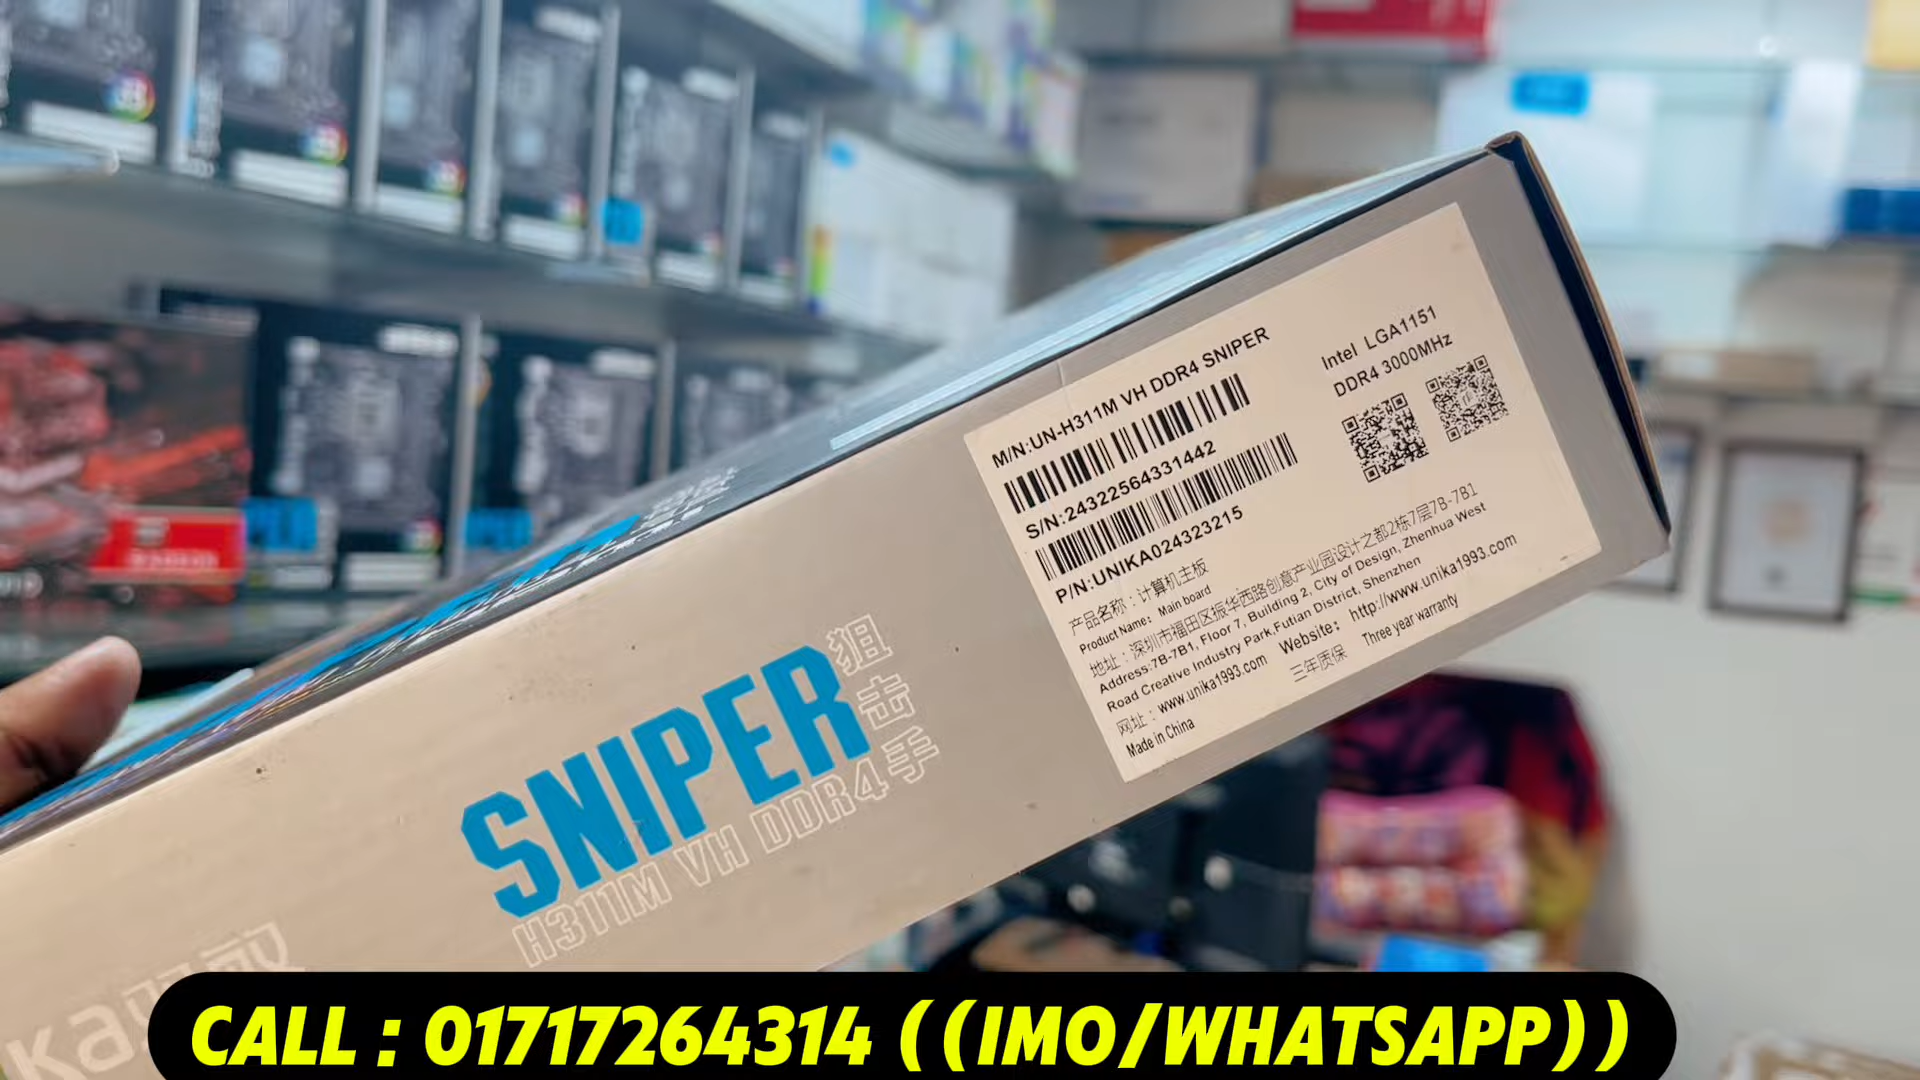 M/N:UN-H311M VH DDR4 SNIPER
S/N:24322564331442
P/N:UNIKA024323215
产品名称：计算机主板
Product Name: Main board
地址：深圳市福田区振华西路创意产业园设计之都2栋7层7B-7B1
Address:7B-7B1, Floor 7, Building 2, City of Design, Zhenhua West
Road Creative Industry Park,Futian District, Shenzhen
网址：www.unika1993.com Website: http://www.unika1993.com
Made in China 三年质保 Three year warranty
Intel LGA1151
DDR4 3000MHz
SNIPER
狙击手
H311M VH DDR4
CALL : 01717264314 ((IMO/WHATSAPP))